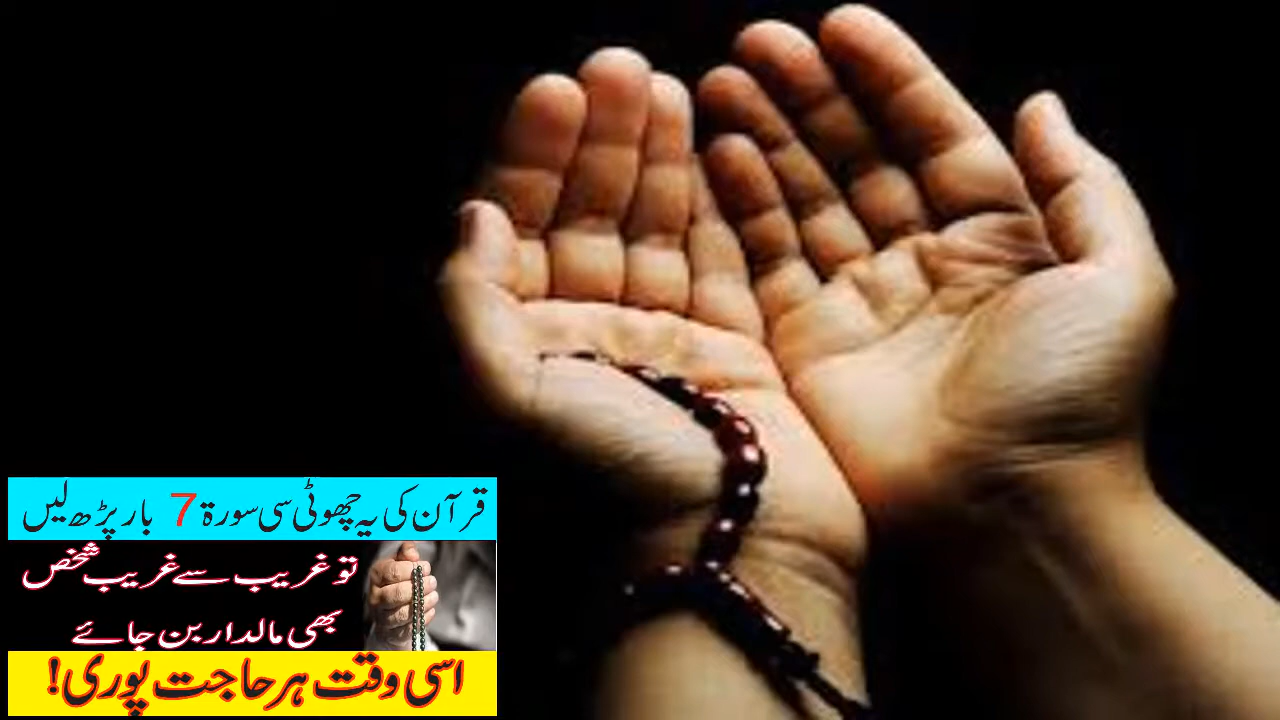 قرآن کی یہ چھوٹی سی سورۃ 7 بار پڑھ لیں
تو غریب سے غریب شخص
بھی مالدار بن جائے
اسی وقت ہر حاجت پوری!